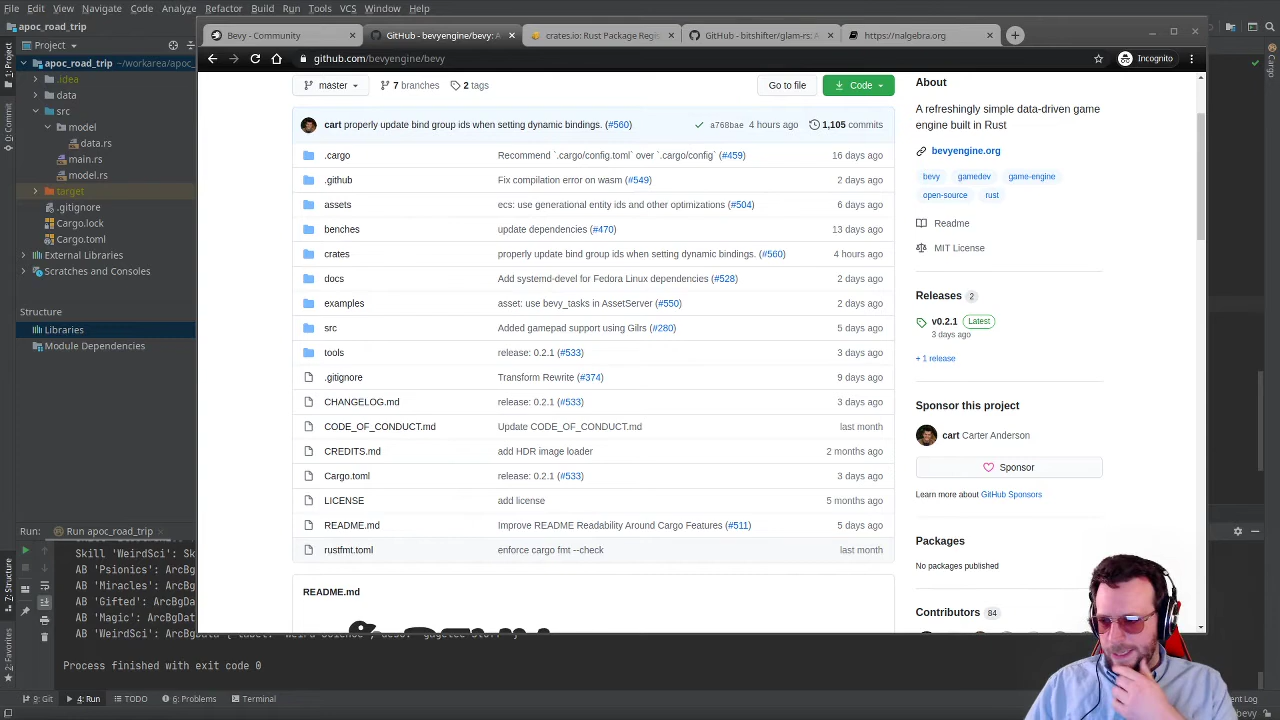 File Edit View Navigate Code Analyze Refactor Build Run Tools VCS Window Help
apoc_road_trip
Project
apoc_road_trip ~/workarea/apoc_
.idea
data
src
model
data.rs
main.rs
model.rs
target
.gitignore
Cargo.lock
Cargo.toml
External Libraries
Scratches and Consoles
Structure
Libraries
Module Dependencies
1: Project
Commit
7: Structure
2: Favorites
Cargo
Bevy - Community
GitHub - bevyengine/bevy: A
Crates.io: Rust Package Regi
GitHub - bitshifter/glam-rs: A
https://nalgebra.org
github.com/bevyengine/bevy
Incognito
master
7 branches
2 tags
Go to file
Code
cart properly update bind group ids when setting dynamic bindings. (#560)
a768bae 4 hours ago
1,105 commits
.cargo Recommend `.cargo/config.toml` over `.cargo/config` (#459) 16 days ago
.github Fix compilation error on wasm (#549) 2 days ago
assets ecs: use generational entity ids and other optimizations (#504) 6 days ago
benches update dependencies (#470) 13 days ago
crates properly update bind group ids when setting dynamic bindings. (#560) 4 hours ago
docs Add systemd-devel for Fedora Linux dependencies (#528) 2 days ago
examples asset: use bevy_tasks in AssetServer (#550) 2 days ago
src Added gamepad support using Gilrs (#280) 5 days ago
tools release: 0.2.1 (#533) 3 days ago
.gitignore Transform Rewrite (#374) 9 days ago
CHANGELOG.md release: 0.2.1 (#533) 3 days ago
CODE_OF_CONDUCT.md Update CODE_OF_CONDUCT.md last month
CREDITS.md add HDR image loader 2 months ago
Cargo.toml release: 0.2.1 (#533) 3 days ago
LICENSE add license 5 months ago
README.md Improve README Readability Around Cargo Features (#511) 5 days ago
rustfmt.toml enforce cargo fmt --check last month
README.md
About
A refreshingly simple data-driven game
engine built in Rust
bevyengine.org
bevy gamedev game-engine
open-source rust
Readme
MIT License
Releases 2
v0.2.1 Latest
3 days ago
+ 1 release
Sponsor this project
cart Carter Anderson
Sponsor
Learn more about GitHub Sponsors
Packages
No packages published
Contributors 84
Run: Run apoc_road_trip
Skill 'WeirdSci': Sk
AB 'Psionics': ArcBg
AB 'Miracles': ArcBg
AB 'Gifted': ArcBgDa
AB 'Magic': ArcBgDat
AB 'WeirdSci': ArcBgDat
Process finished with exit code 0
9: Git 4: Run TODO 6: Problems Terminal
nt Log
bevy